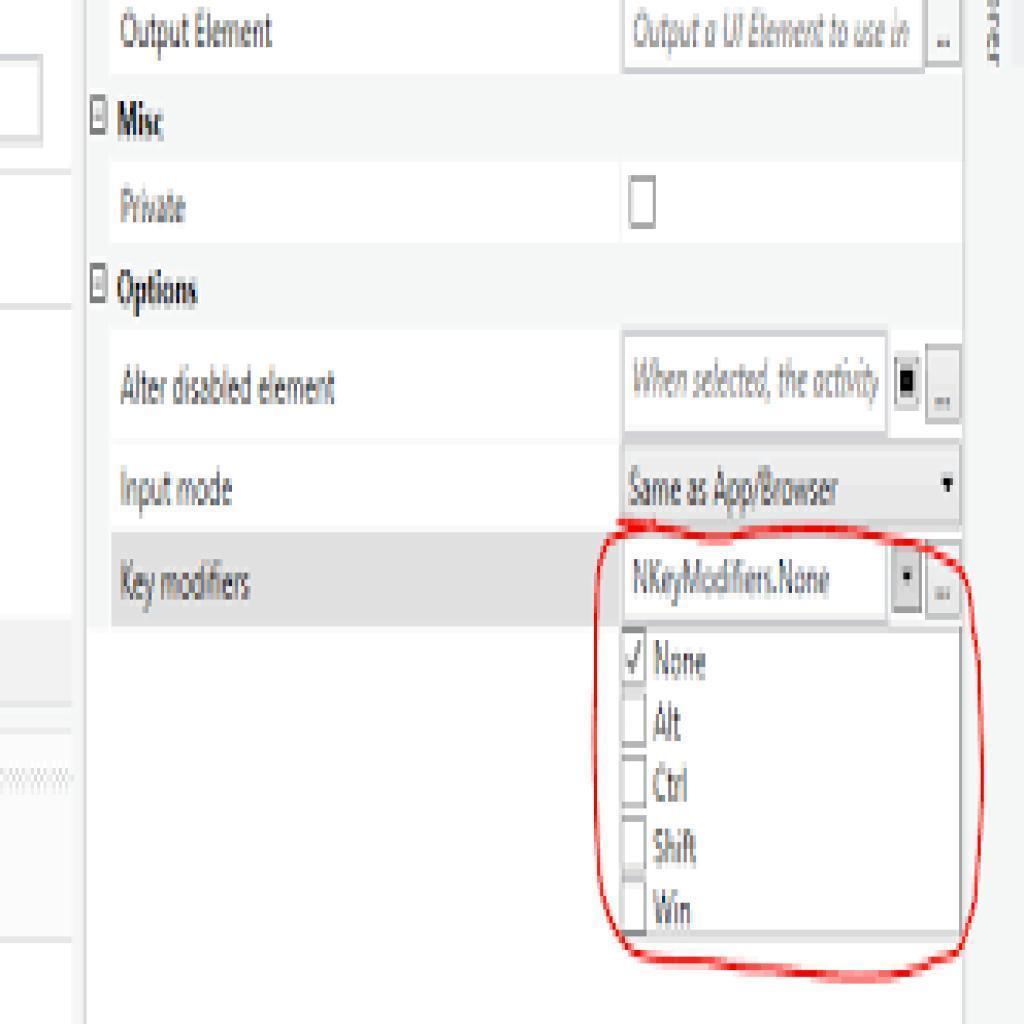 Output Element
Output a UI Element to use in
...
Misc
Private
Options
Alter disabled element
When selected, the activity
...
Input mode
Same as App/Browser
Key modifiers
NKeyModifiers.None
...
None
Alt
Ctrl
Shift
Win